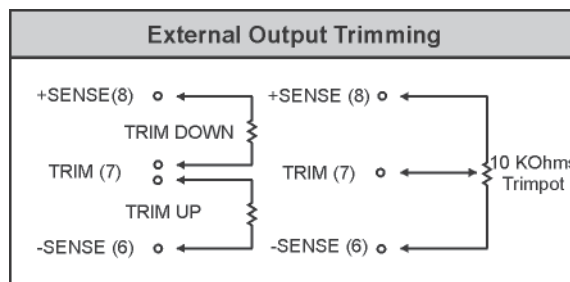 External Output Trimming
+SENSE(8)
TRIM DOWN
TRIM (7)
TRIM UP
-SENSE (6)
+SENSE (8)
TRIM (7)
10 KOhms
Trimpot
-SENSE (6)